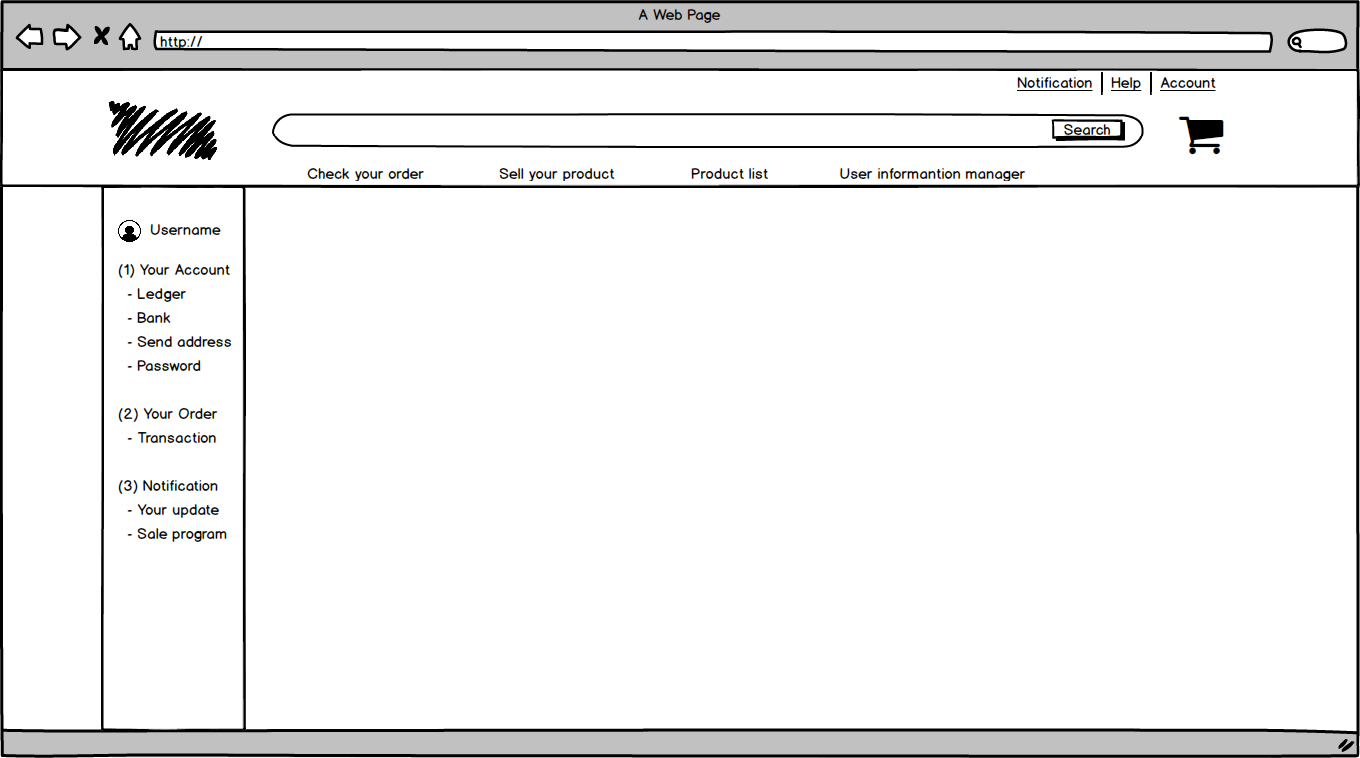 A Web Page
http://
Notification Help Account
Search
Check your order Sell your product Product list User informantion manager
Username
(1) Your Account
- Ledger
- Bank
- Send address
- Password
(2) Your Order
- Transaction
(3) Notification
- Your update
- Sale program